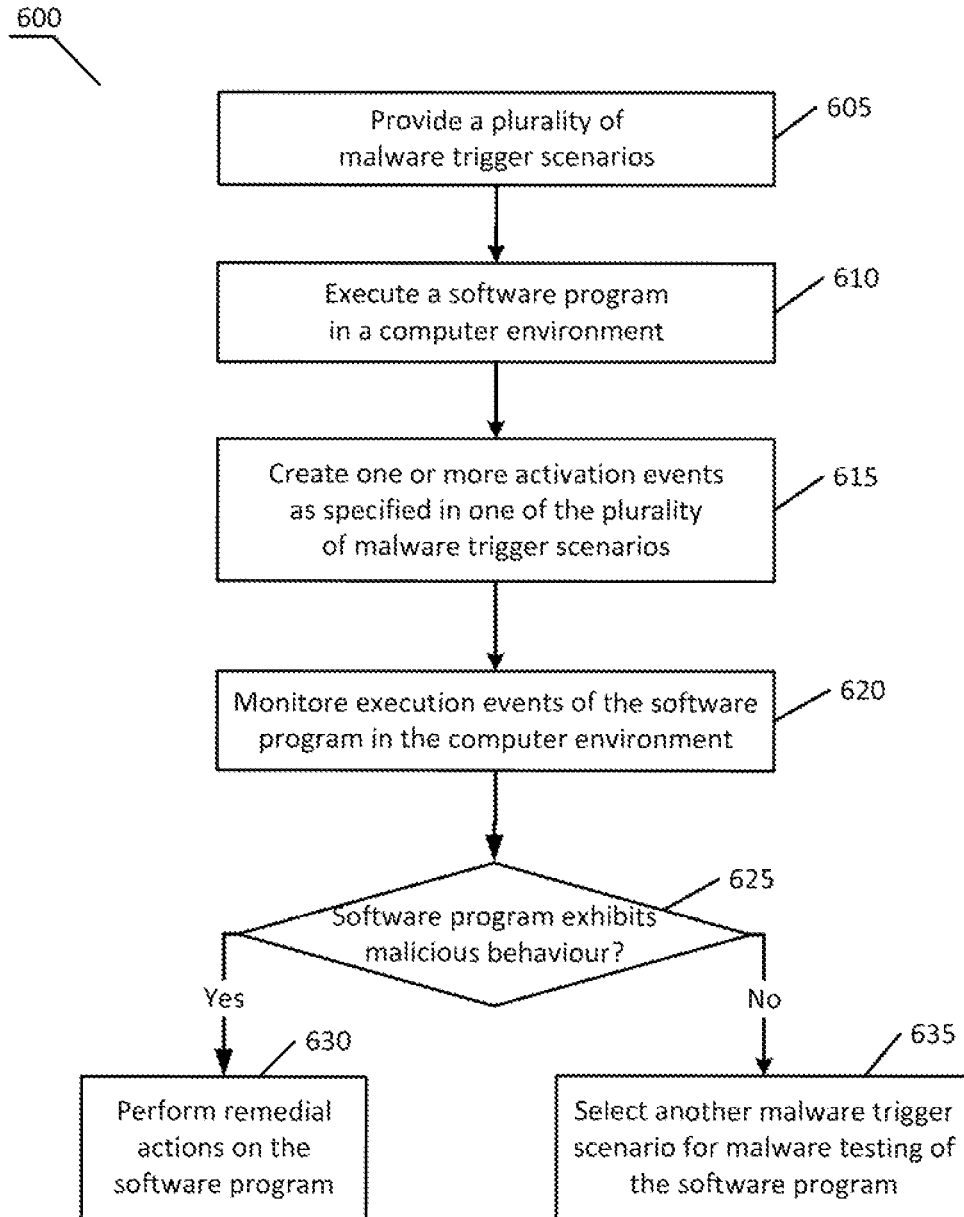 600
605
Provide a plurality of
malware trigger scenarios
610
Execute a software program
in a computer environment
615
Create one or more activation events
as specified in one of the plurality
of malware trigger scenarios
620
Monitore execution events of the software
program in the computer environment
625
Software program exhibits
malicious behaviour?
Yes
No
630
635
Perform remedial
actions on the
software program
Select another malware trigger
scenario for malware testing of
the software program